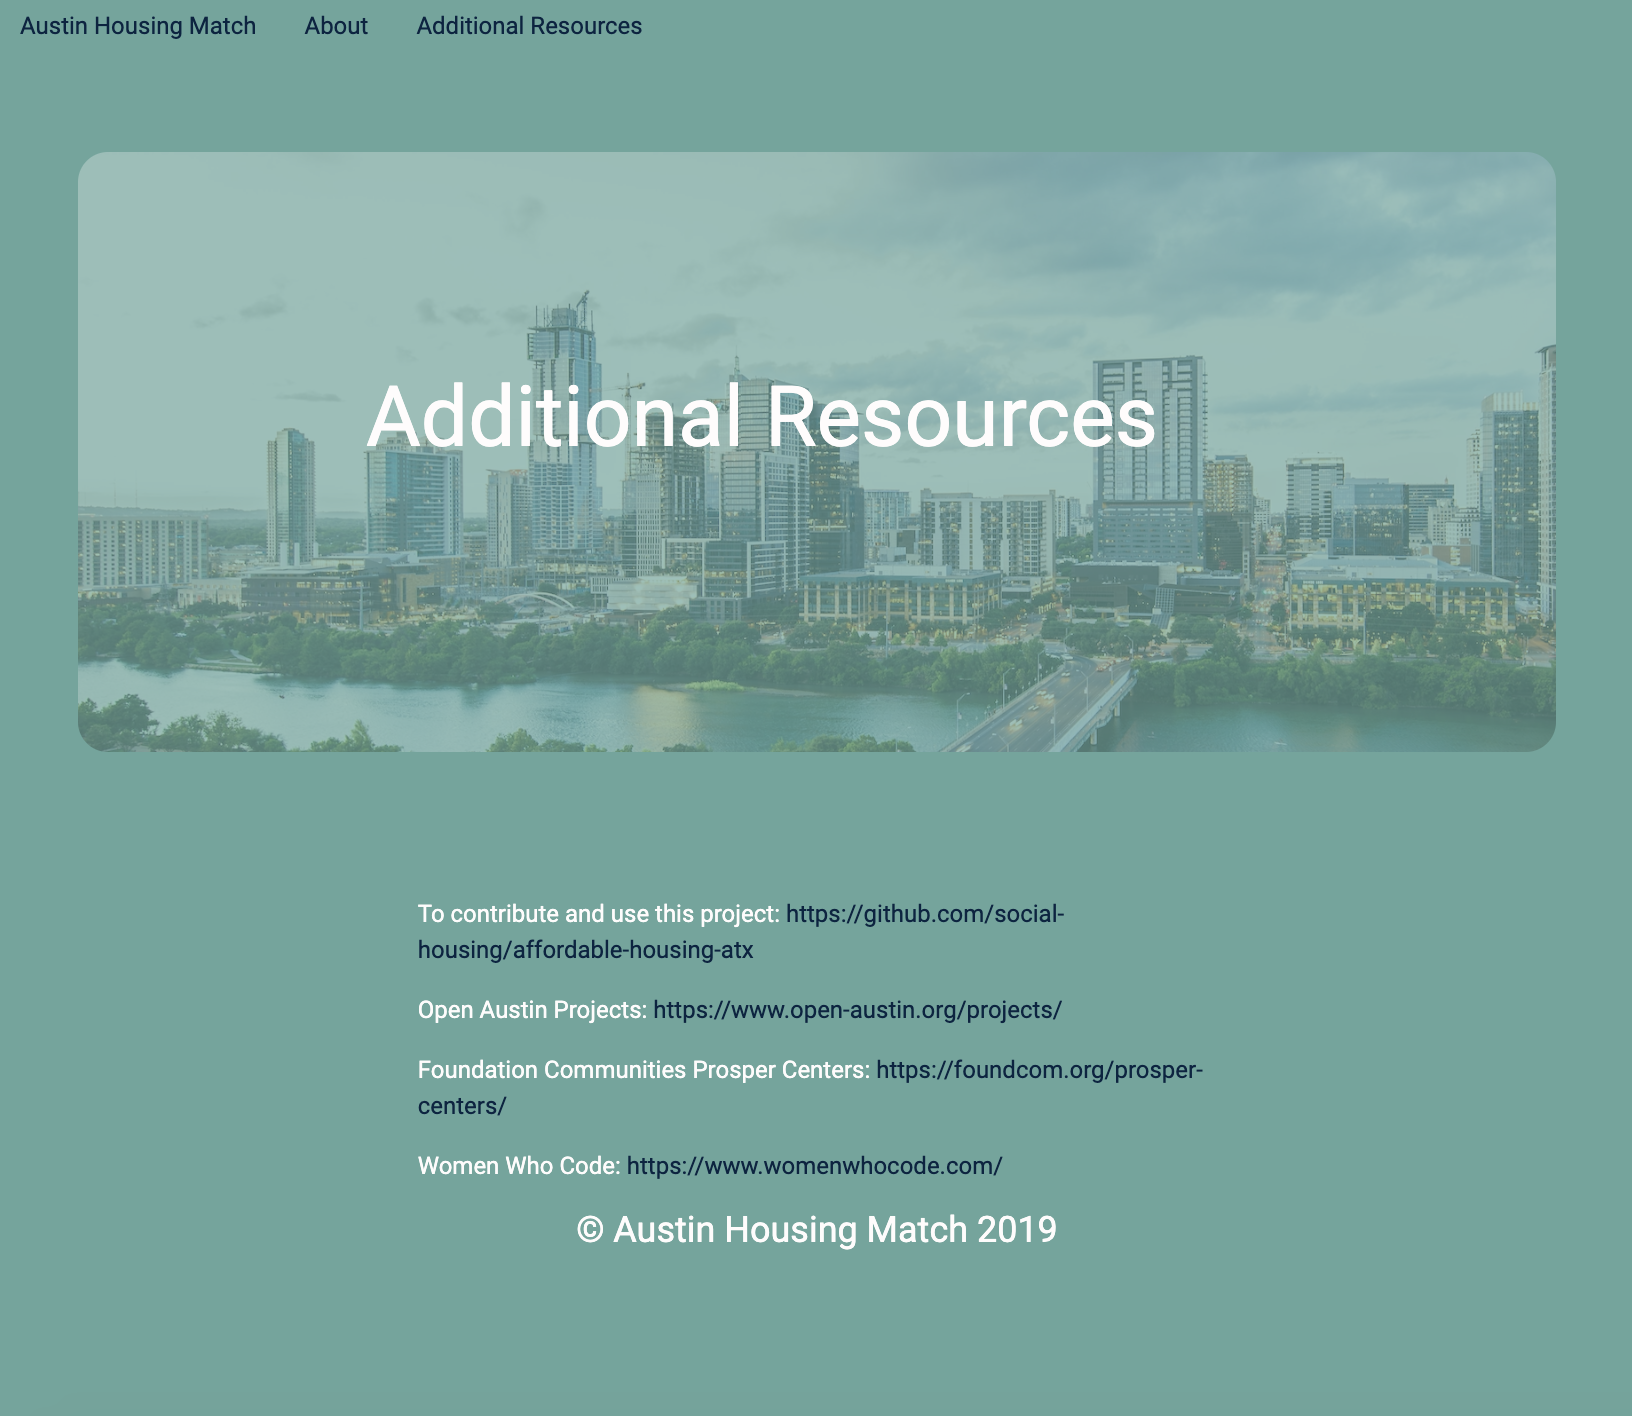 Austin Housing Match About Additional Resources
Additional Resources
To contribute and use this project: https://github.com/social-
housing/affordable-housing-atx
Open Austin Projects: https://www.open-austin.org/projects/
Foundation Communities Prosper Centers: https://foundcom.org/prosper-
centers/
Women Who Code: https://www.womenwhocode.com/
© Austin Housing Match 2019